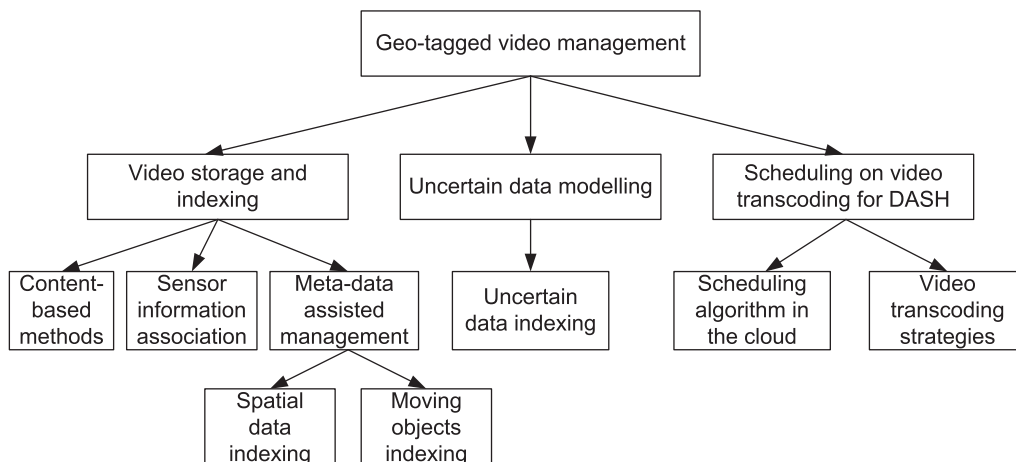 Geo-tagged video management
Video storage and
indexing
Uncertain data modelling
Scheduling on video
transcoding for DASH
Content-
based
methods
Sensor
information
association
Meta-data
assisted
management
Uncertain
data indexing
Scheduling
algorithm in
the cloud
Video
transcoding
strategies
Spatial
data
indexing
Moving
objects
indexing